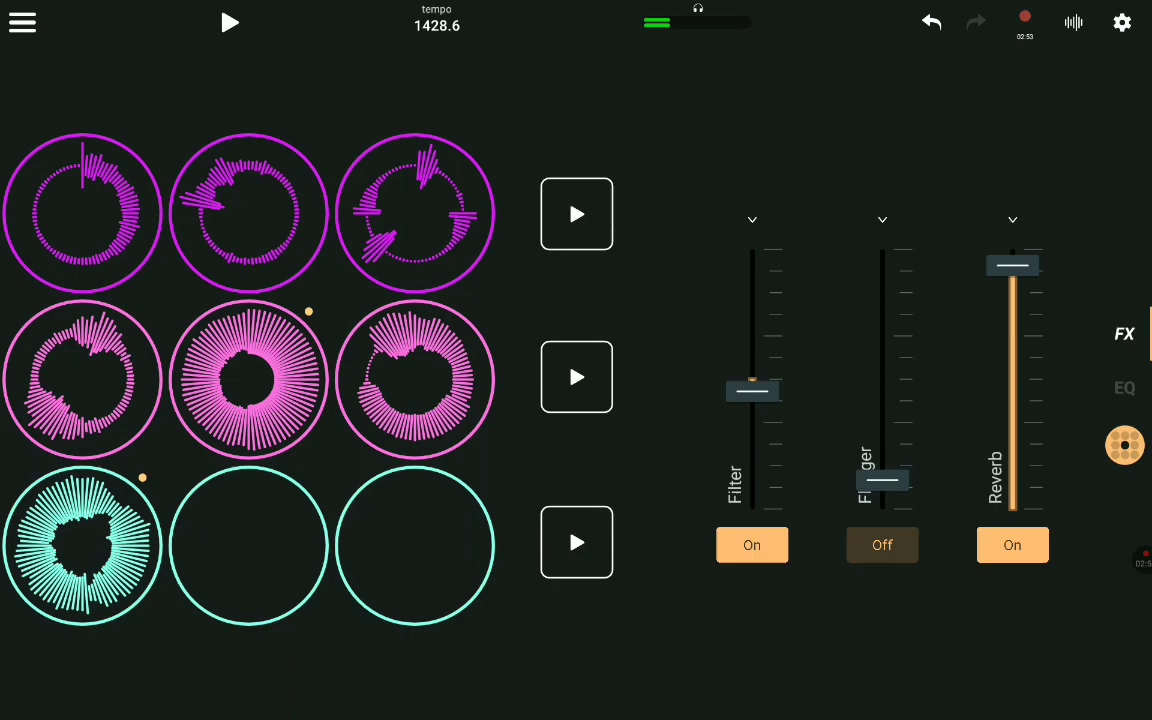 tempo
1428.6
02:53
FX
EQ
Filter
Reverb
On
Off
On